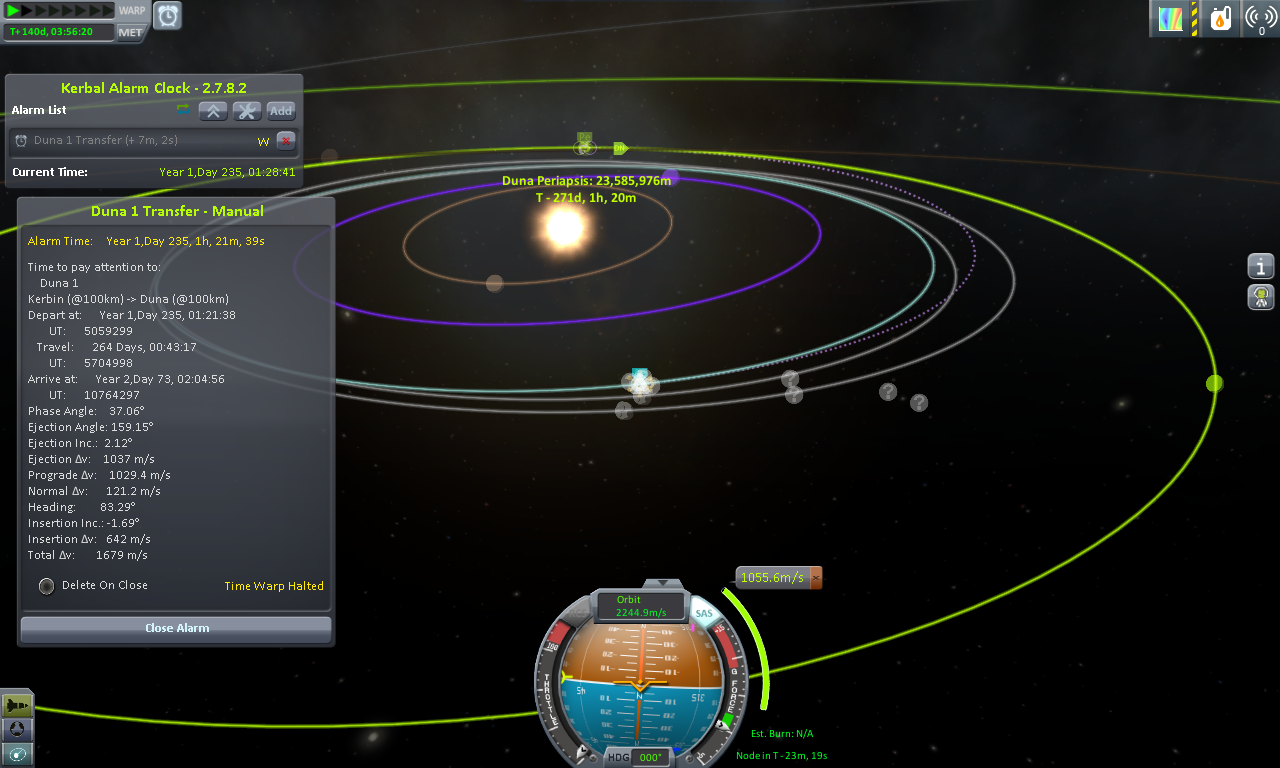 WARP
T+140d, 03:56:20 MET
0
Kerbal Alarm Clock - 2.7.8.2
Alarm List
Add
Duna 1 Transfer (+ 7m, 2s)
W
Current Time: Year 1,Day 235, 01:28:41
Pe
DN
Duna Periapsis: 23,585,976m
T - 271d, 1h, 20m
Duna 1 Transfer - Manual
Alarm Time: Year 1,Day 235, 1h, 21m, 39s
Time to pay attention to:
Duna 1
Kerbin (@100km) -> Duna (@100km)
Depart at: Year 1,Day 235, 01:21:38
UT: 5059299
Travel: 264 Days, 00:43:17
UT: 5704998
Arrive at: Year 2,Day 73, 02:04:56
UT: 10764297
Phase Angle: 37.06°
Ejection Angle: 159.15°
Ejection Inc.: 2.12°
Ejection Δv: 1037 m/s
Prograde Δv: 1029.4 m/s
Normal Δv: 121.2 m/s
Heading: 83.29°
Insertion Inc.: -1.69°
Insertion Δv: 642 m/s
Total Δv: 1679 m/s
Delete On Close
Time Warp Halted
Close Alarm
1055.6m/s
Orbit
2244.9m/s
SAS
THROTTLE
G FORCE
N
45
315
HDG 000°
Est. Burn: N/A
Node in T - 23m, 19s